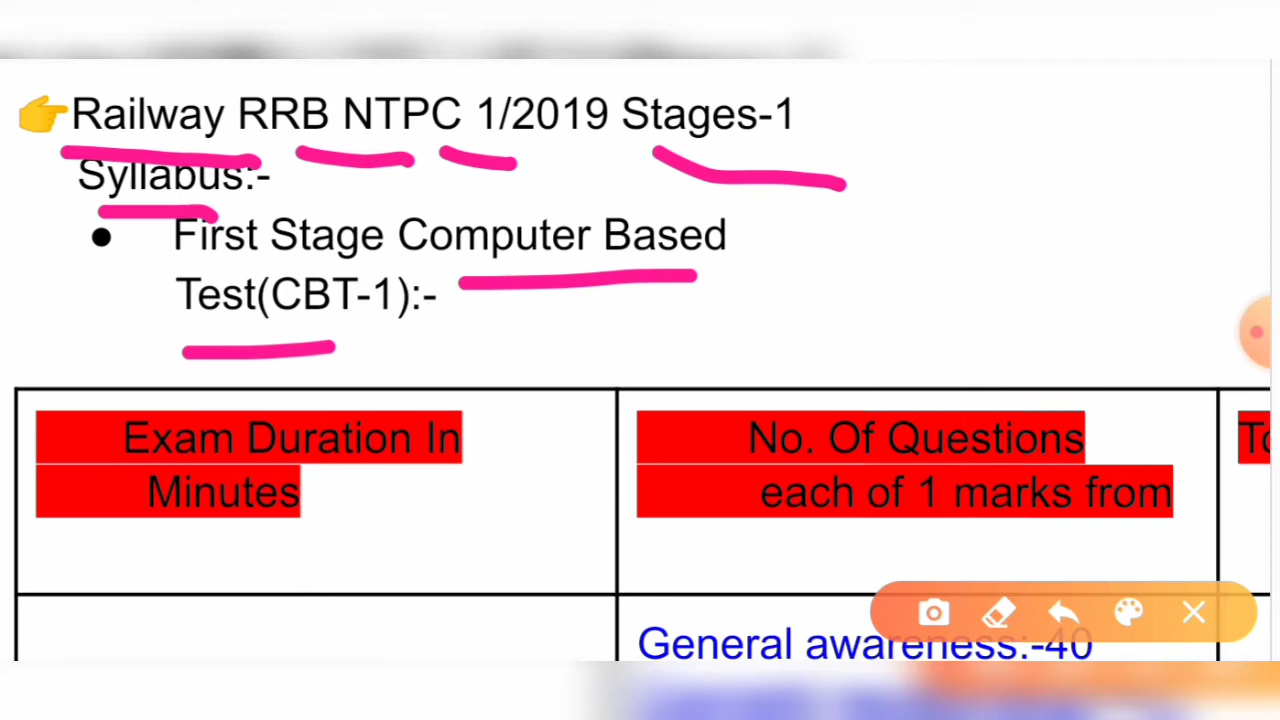 👉Railway RRB NTPC 1/2019 Stages-1
Syllabus:-
● First Stage Computer Based
Test(CBT-1):-
Exam Duration In
Minutes
No. Of Questions
each of 1 marks from
General awareness:-40